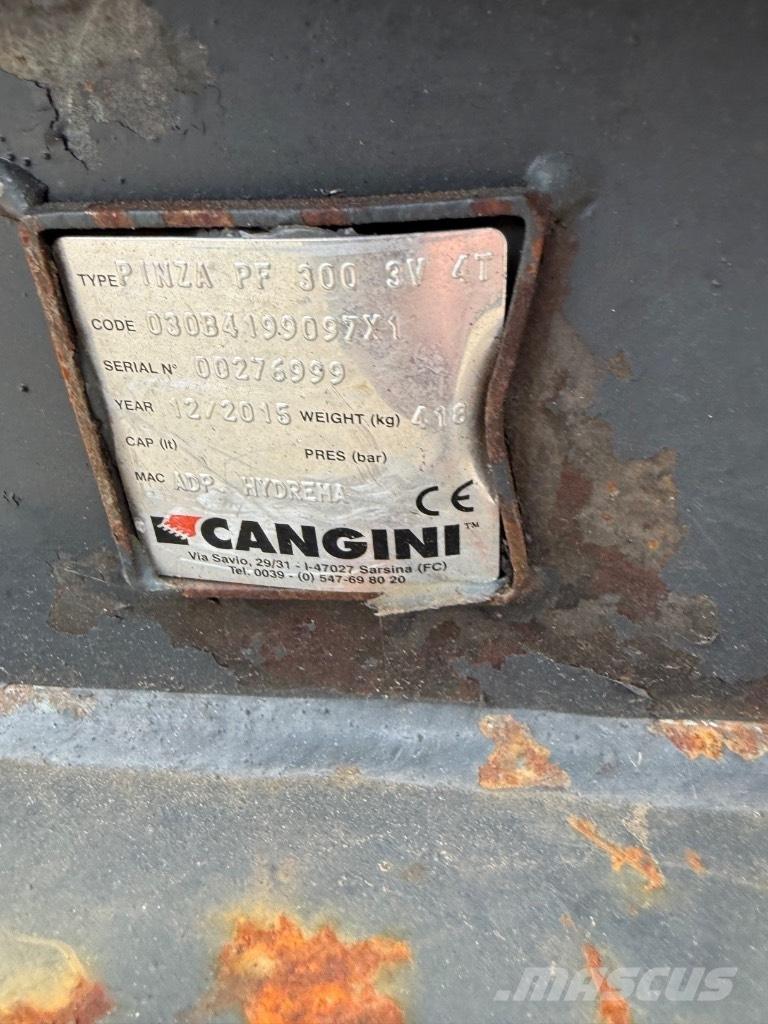 TYPE PINZA PF 300 3V 4T
CODE 030B4199097X1
SERIAL N° 00276999
YEAR 12/2015 WEIGHT (kg) 418
CAP (lt) PRES (bar)
MAC ADP HYDREMA
CE
CANGINI™
Via Savio, 29/31 - I-47027 Sarsina (FC)
Tel. 0039 - (0) 547-69 80 20
MASCUS